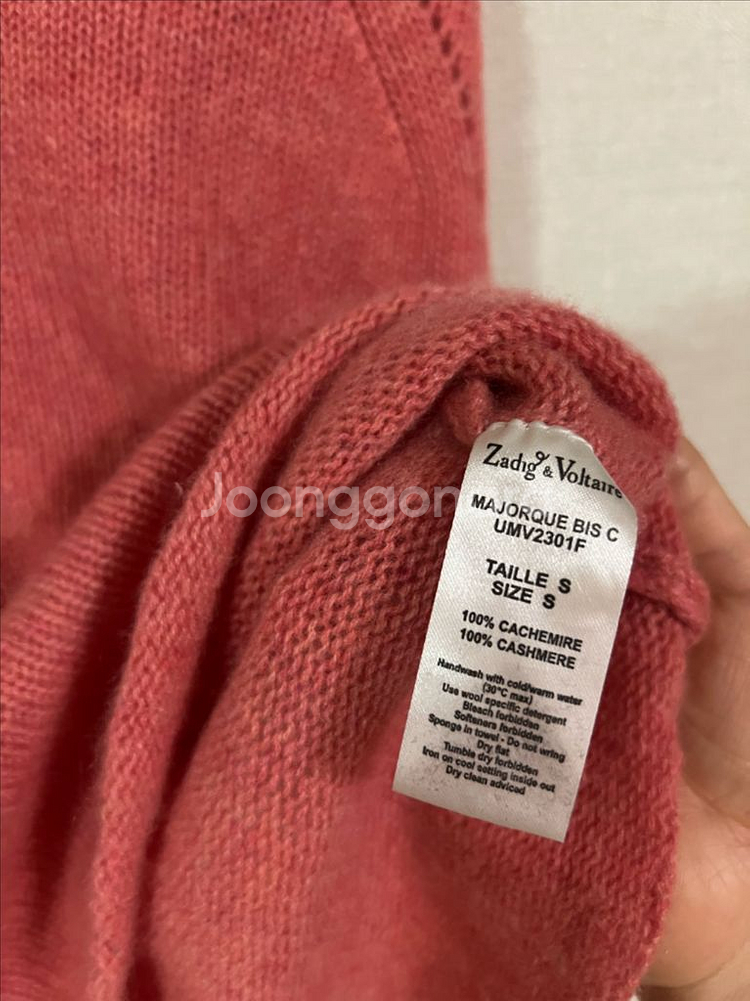 Zadig & Voltaire
Joonggon
MAJORQUE BIS C
UMV2301F
TAILLE S
SIZE S
100% CACHEMIRE
100% CASHMERE
Handwash with cold/warm water
(30°C max)
Use wool specific detergent
Bleach forbidden
Softeners forbidden
Sponge in towel - Do not wring
Dry flat
Tumble dry forbidden
Iron on cool setting inside out
Dry clean adviced